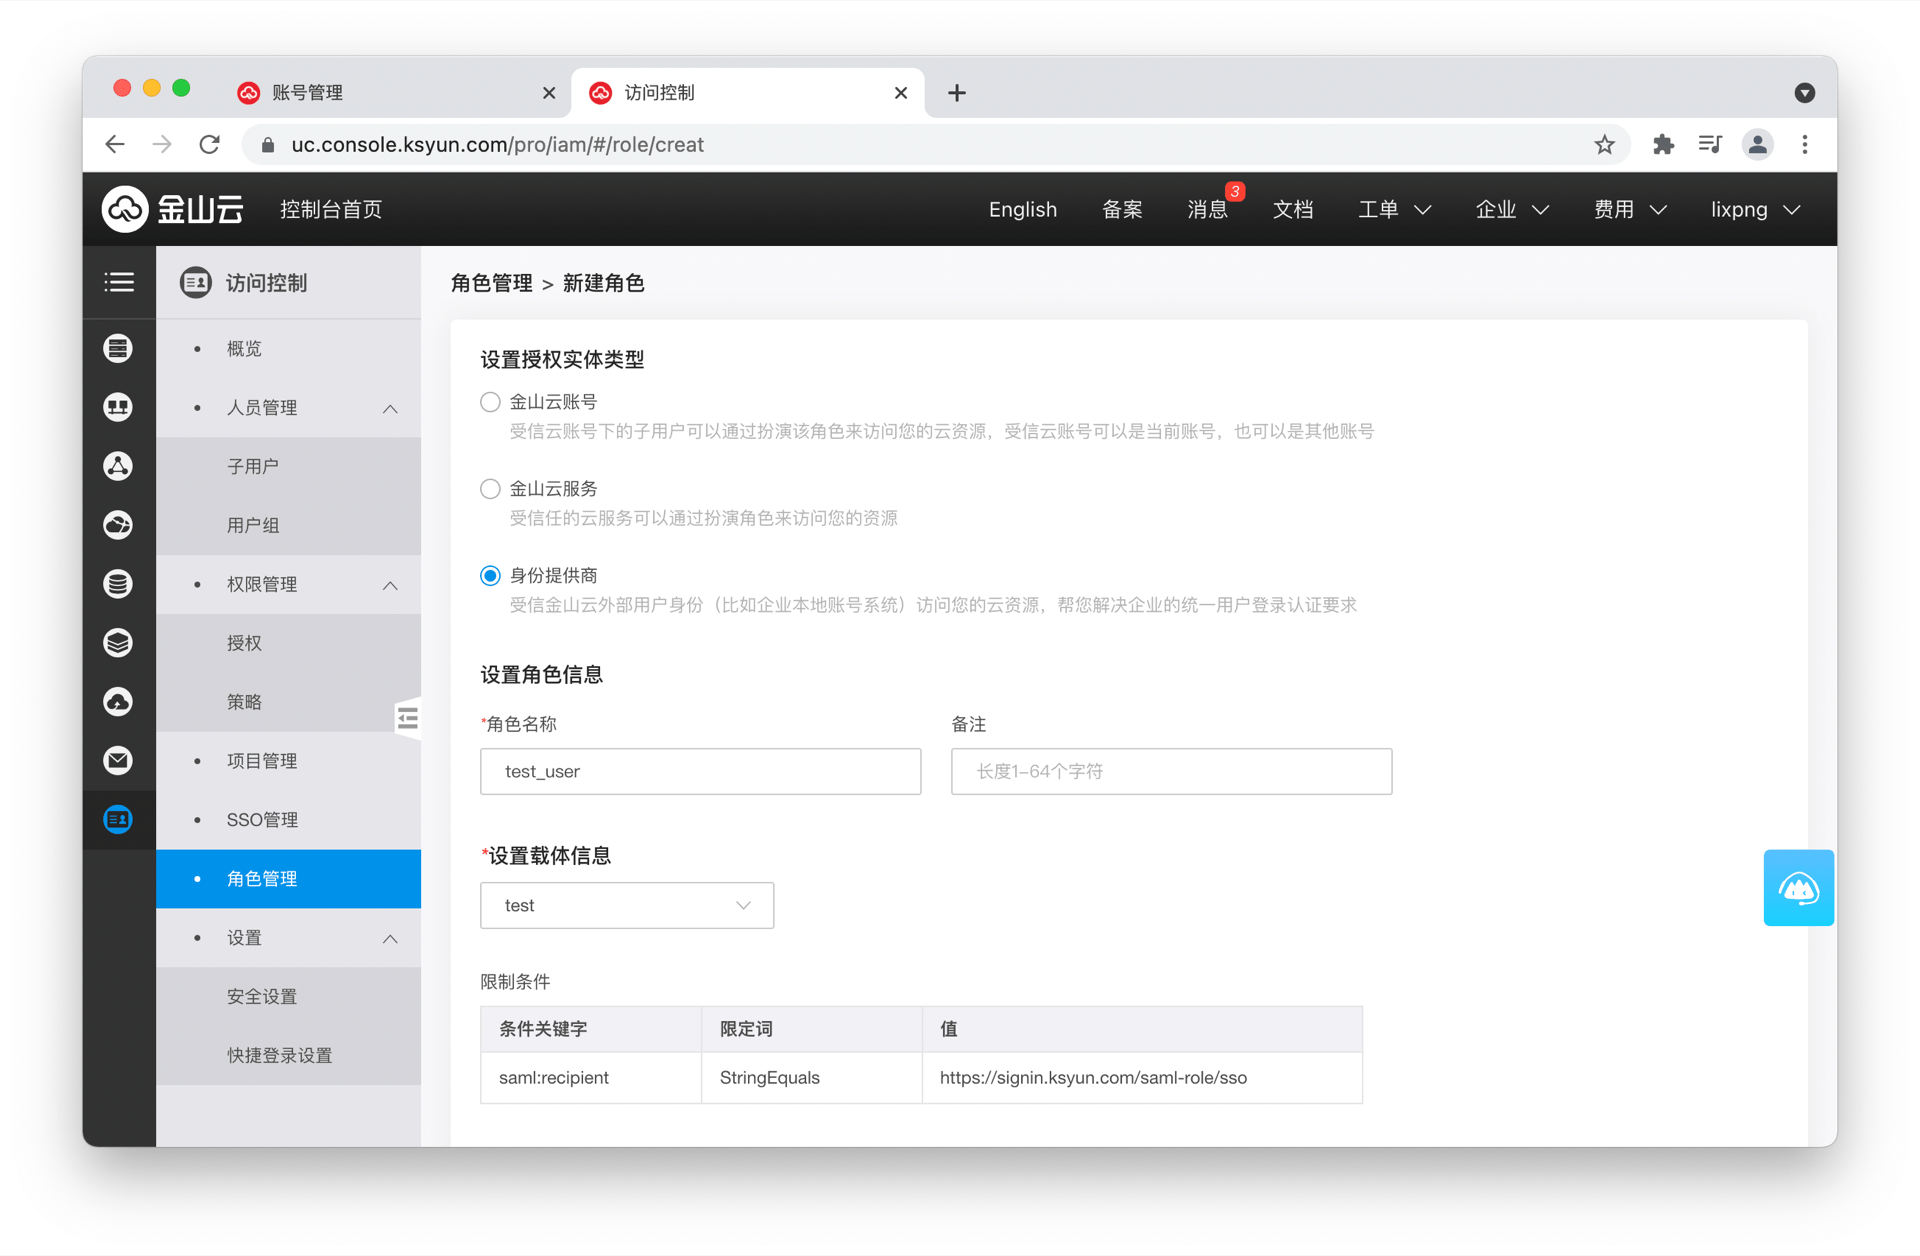 账号管理
访问控制
uc.console.ksyun.com/pro/iam/#/role/creat
金山云
控制台首页
English
备案
消息
3
文档
工单
企业
费用
lixpng
访问控制
概览
人员管理
子用户
用户组
权限管理
授权
策略
项目管理
SSO管理
角色管理
设置
安全设置
快捷登录设置
角色管理 > 新建角色
设置授权实体类型
金山云账号
受信云账号下的子用户可以通过扮演该角色来访问您的云资源，受信云账号可以是当前账号，也可以是其他账号
金山云服务
受信任的云服务可以通过扮演角色来访问您的资源
身份提供商
受信金山云外部用户身份（比如企业本地账号系统）访问您的云资源，帮您解决企业的统一用户登录认证要求
设置角色信息
*角色名称
备注
test_user
长度1-64个字符
*设置载体信息
test
限制条件
条件关键字 限定词 值
saml:recipient StringEquals https://signin.ksyun.com/saml-role/sso